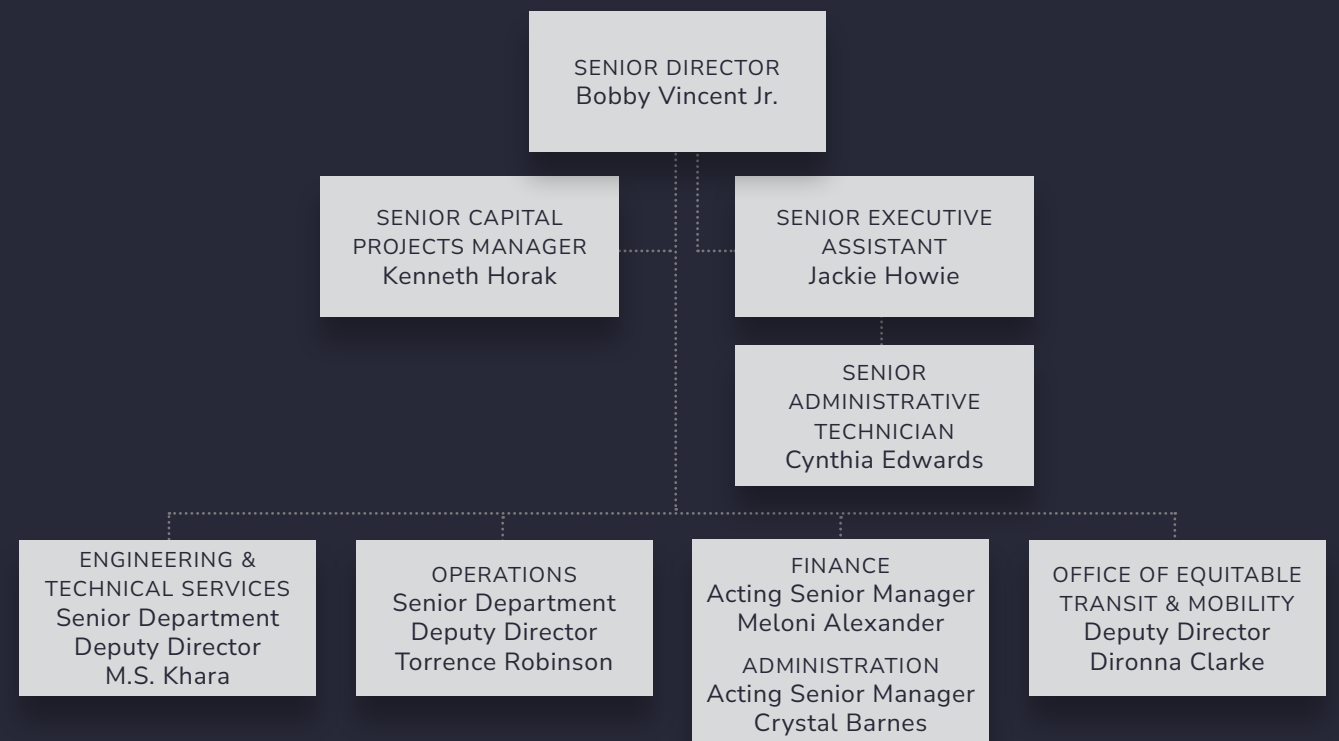 SENIOR DIRECTOR
Bobby Vincent Jr.
SENIOR CAPITAL
PROJECTS MANAGER
Kenneth Horak
SENIOR EXECUTIVE
ASSISTANT
Jackie Howie
SENIOR
ADMINISTRATIVE
TECHNICIAN
Cynthia Edwards
ENGINEERING &
TECHNICAL SERVICES
Senior Department
Deputy Director
M.S. Khara
OPERATIONS
Senior Department
Deputy Director
Torrence Robinson
FINANCE
Acting Senior Manager
Meloni Alexander
ADMINISTRATION
Acting Senior Manager
Crystal Barnes
OFFICE OF EQUITABLE
TRANSIT & MOBILITY
Deputy Director
Dironna Clarke